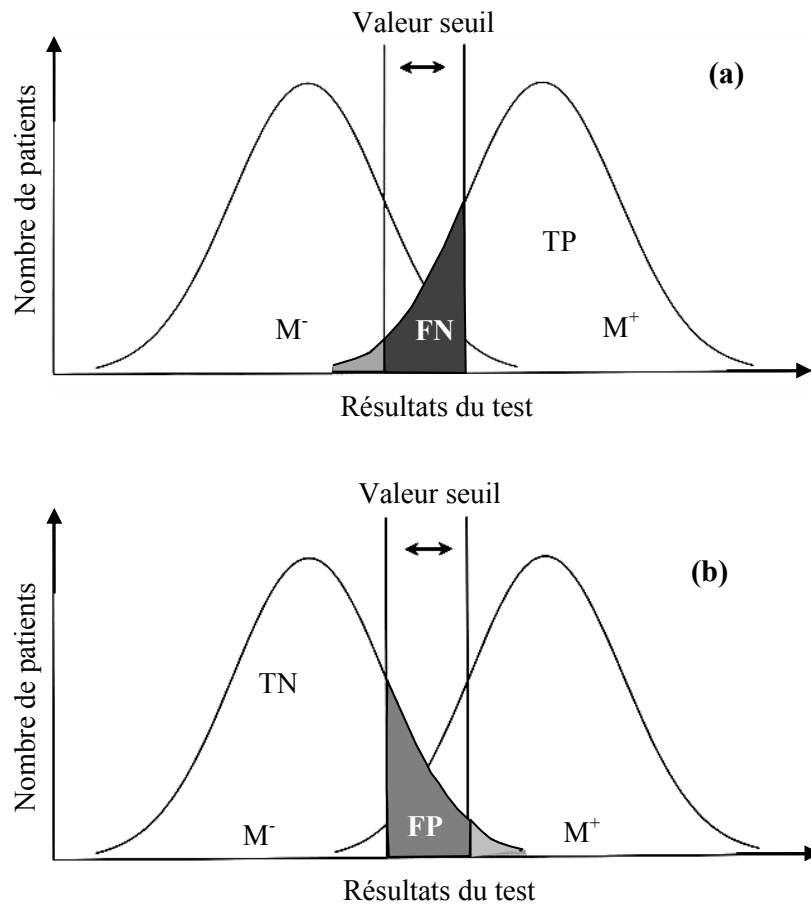 Valeur seuil
(a)
Nombre de patients
TP
M⁻
FN
M⁺
Résultats du test
Valeur seuil
(b)
Nombre de patients
TN
M⁻
FP
M⁺
Résultats du test